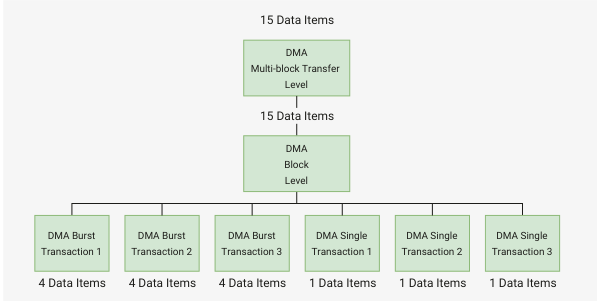 15 Data Items
DMA
Multi-block Transfer
Level
15 Data Items
DMA
Block
Level
DMA Burst
Transaction 1
DMA Burst
Transaction 2
DMA Burst
Transaction 3
DMA Single
Transaction 1
DMA Single
Transaction 2
DMA Single
Transaction 3
4 Data Items
4 Data Items
4 Data Items
1 Data Items
1 Data Items
1 Data Items